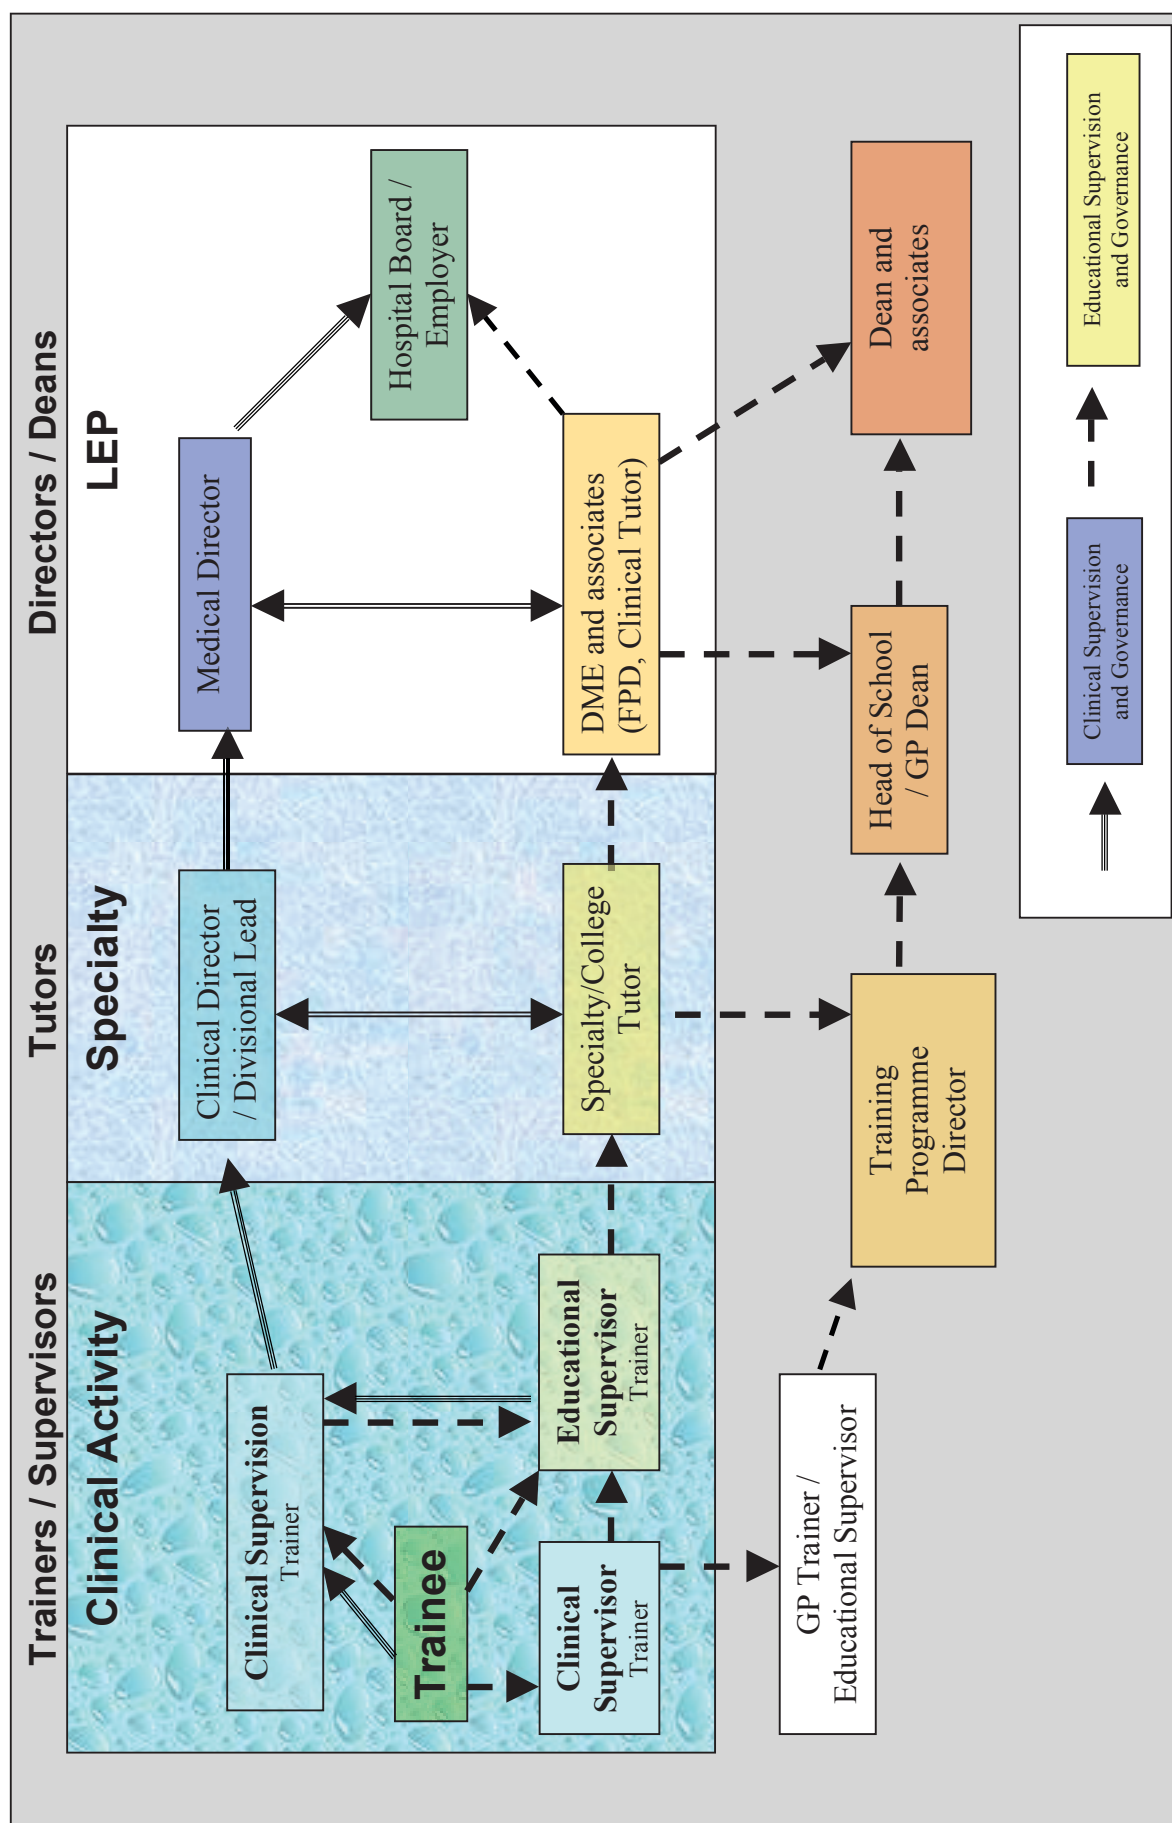 Trainers / Supervisors
Tutors
Directors / Deans
Clinical Activity
Specialty
LEP
Clinical Supervision
Trainer
Clinical Director
/ Divisional Lead
Medical Director
Trainee
Hospital Board /
Employer
Clinical
Supervisor
Trainer
Educational
Supervisor
Trainer
Specialty/College
Tutor
DME and associates
(FPD, Clinical Tutor)
GP Trainer /
Educational Supervisor
Training
Programme
Director
Head of School
/ GP Dean
Dean and
associates
Clinical Supervision
and Governance
Educational Supervision
and Governance